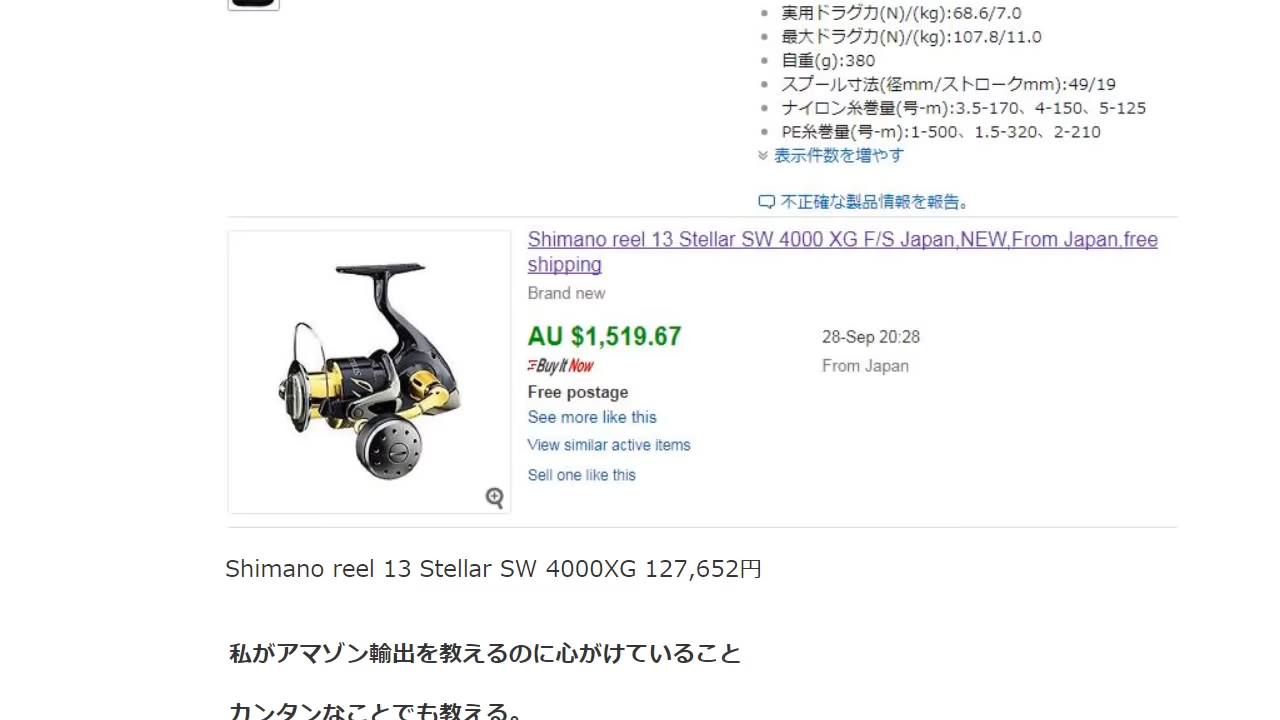 実用ドラグ力(N)/(kg):68.6/7.0
最大ドラグ力(N)/(kg):107.8/11.0
自重(g):380
スプール寸法(径mm/ストロークmm):49/19
ナイロン糸巻量(号-m):3.5-170、4-150、5-125
PE糸巻量(号-m):1-500、1.5-320、2-210
表示件数を増やす
不正確な製品情報を報告。
Shimano reel 13 Stellar SW 4000 XG F/S Japan,NEW,From Japan,free
shipping
Brand new
AU $1,519.67
28-Sep 20:28
Buy It Now
From Japan
Free postage
See more like this
View similar active items
Sell one like this
Shimano reel 13 Stellar SW 4000XG 127,652円
私がアマゾン輸出を教えるのに心がけていること
カンタンなことでも教える。